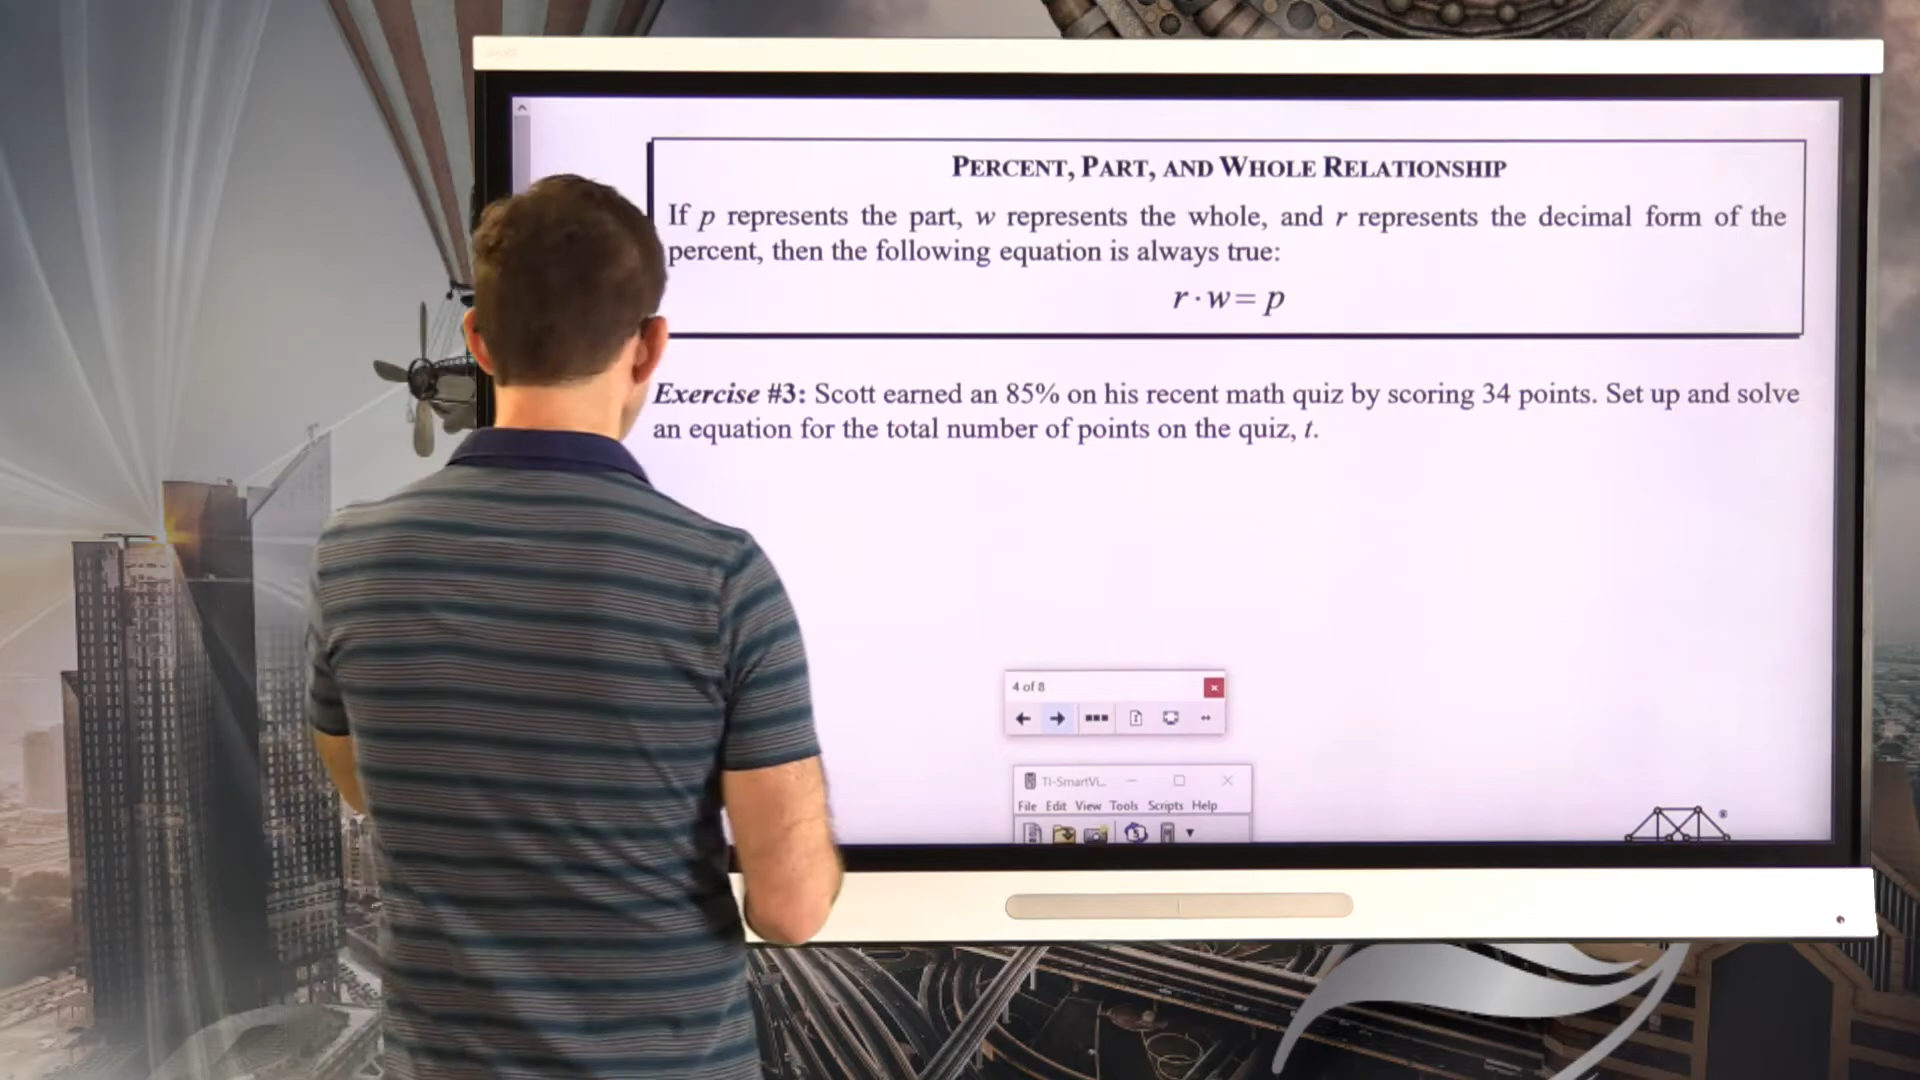 PERCENT, PART, AND WHOLE RELATIONSHIP
If p represents the part, w represents the whole, and r represents the decimal form of the
percent, then the following equation is always true:
r · w = p
Exercise #3: Scott earned an 85% on his recent math quiz by scoring 34 points. Set up and solve
an equation for the total number of points on the quiz, t.
4 of 8
TI-SmartVi...
File Edit View Tools Scripts Help